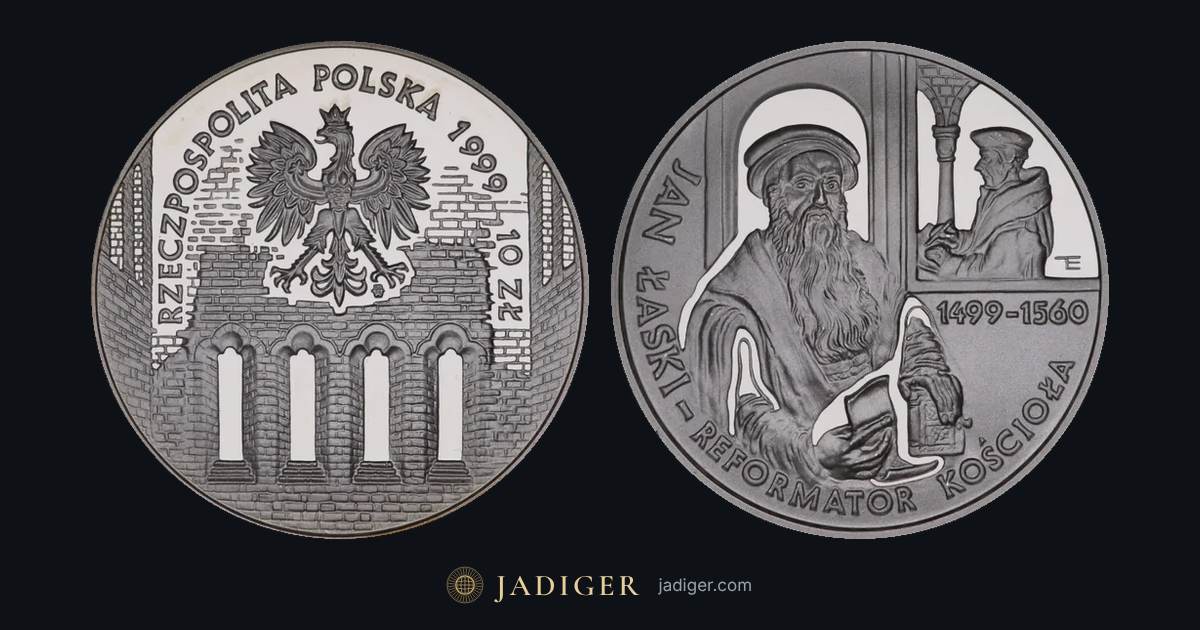 RZECZPOSPOLITA POLSKA 1999 10 ZŁ
JAN ŁASKI – REFORMATOR KOŚCIOŁA
1499-1560
JADIGER jadiger.com